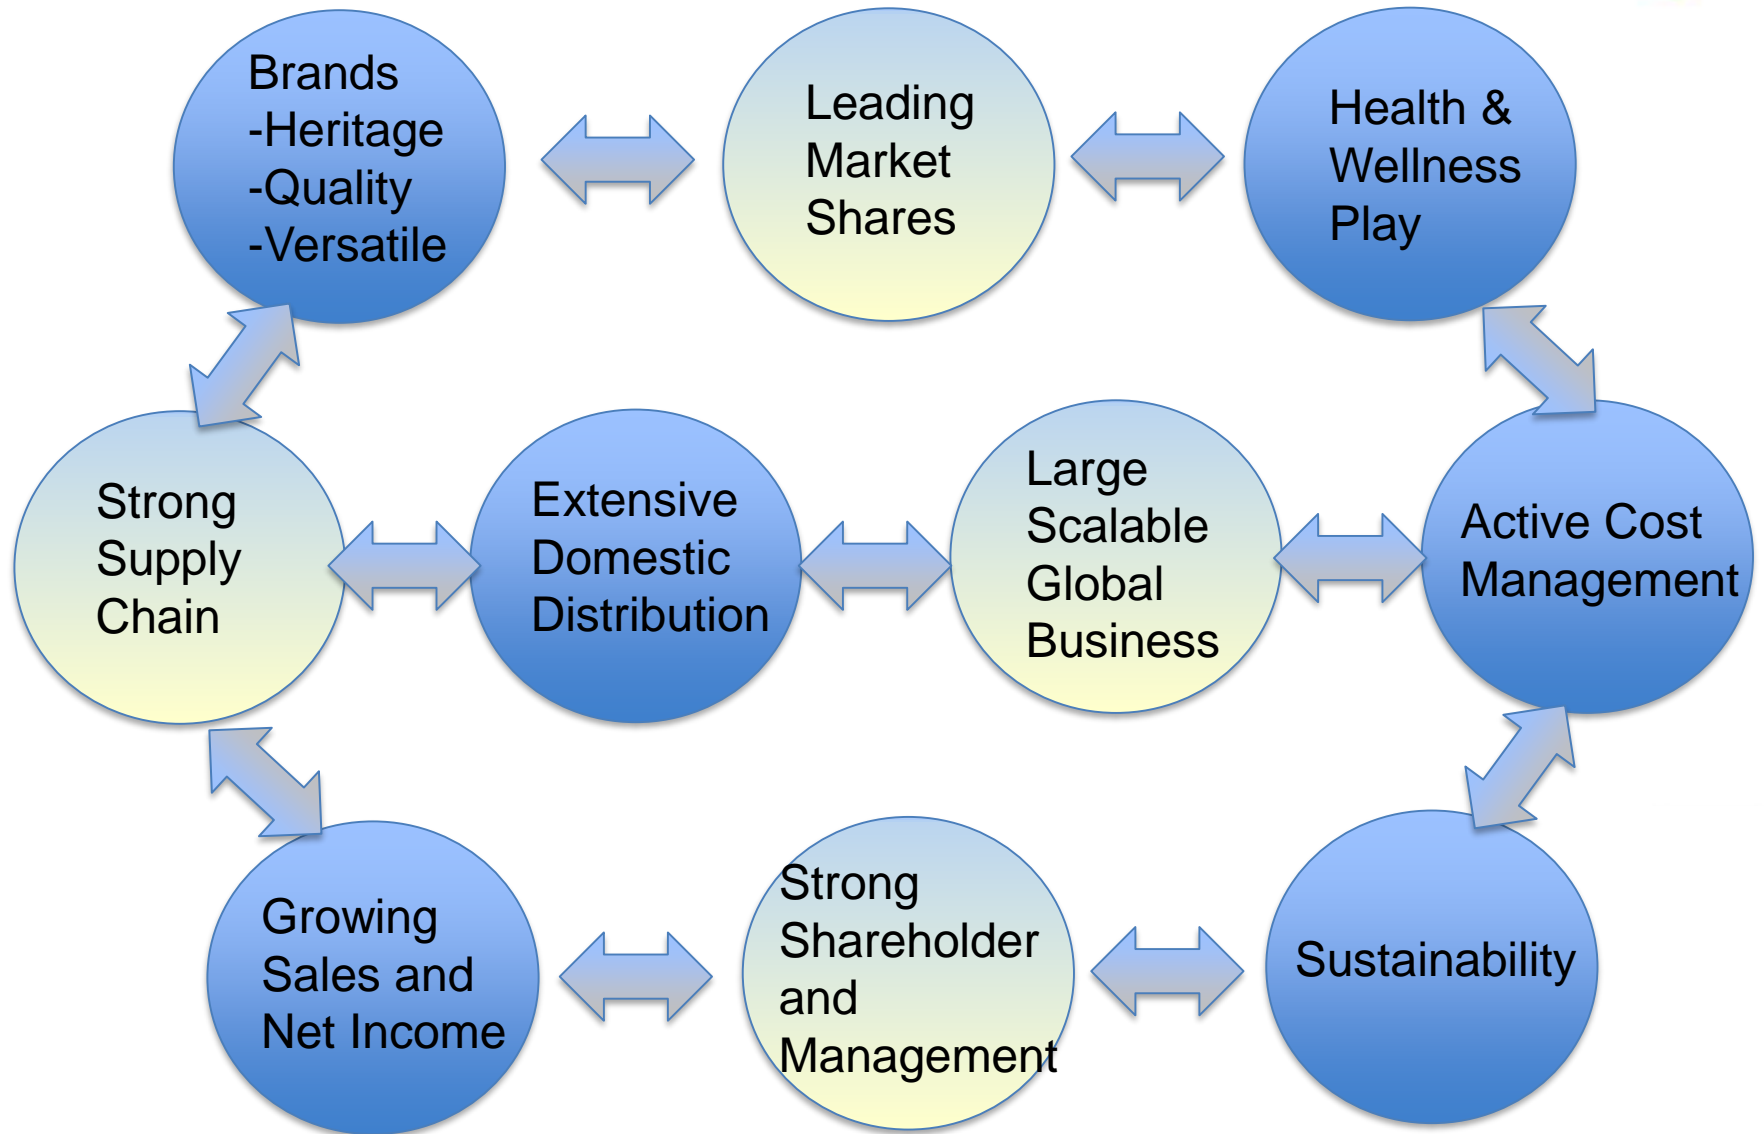 Brands
-Heritage
-Quality
-Versatile
Leading
Market
Shares
Health &
Wellness
Play
Strong
Supply
Chain
Extensive
Domestic
Distribution
Large
Scalable
Global
Business
Active Cost
Management
Growing
Sales and
Net Income
Strong
Shareholder
and
Management
Sustainability